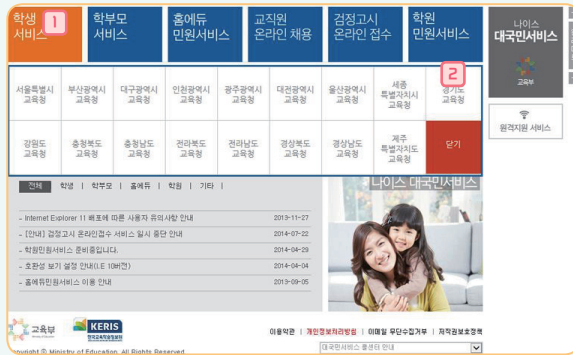 학생
서비스
1
학부모
서비스
홈에듀
민원서비스
교직원
온라인 채용
검정고시
온라인 접수
학원
민원서비스
나이스
대국민서비스
교육부
원격지원 서비스
서울특별시
교육청
부산광역시
교육청
대구광역시
교육청
인천광역시
교육청
광주광역시
교육청
대전광역시
교육청
울산광역시
교육청
세종
특별자치시
교육청
2
경기도
교육청
강원도
교육청
충청북도
교육청
충청남도
교육청
전라북도
교육청
전라남도
교육청
경상북도
교육청
경상남도
교육청
제주
특별자치도
교육청
닫기
전체 학생 | 학부모 | 홈에듀 | 학원 | 기타 |
나이스 대국민서비스
- Internet Explorer 11 배포에 따른 사용자 유의사항 안내 2013-11-27
- [안내] 검정고시 온라인접수 서비스 일시 중단 안내 2014-07-22
- 학원민원서비스 준비중입니다. 2014-04-29
- 호환성 보기 설정 안내(I.E 10버전) 2014-04-04
- 홈에듀민원서비스 이용 안내 2013-09-05
교육부 KERIS
한국교육학술정보원
이용약관 | 개인정보처리방침 | 이메일 무단수집거부 | 저작권보호정책
Copyright ⓒ Ministry of Education. All Rights Reserved.
대국민서비스 콜센터 안내